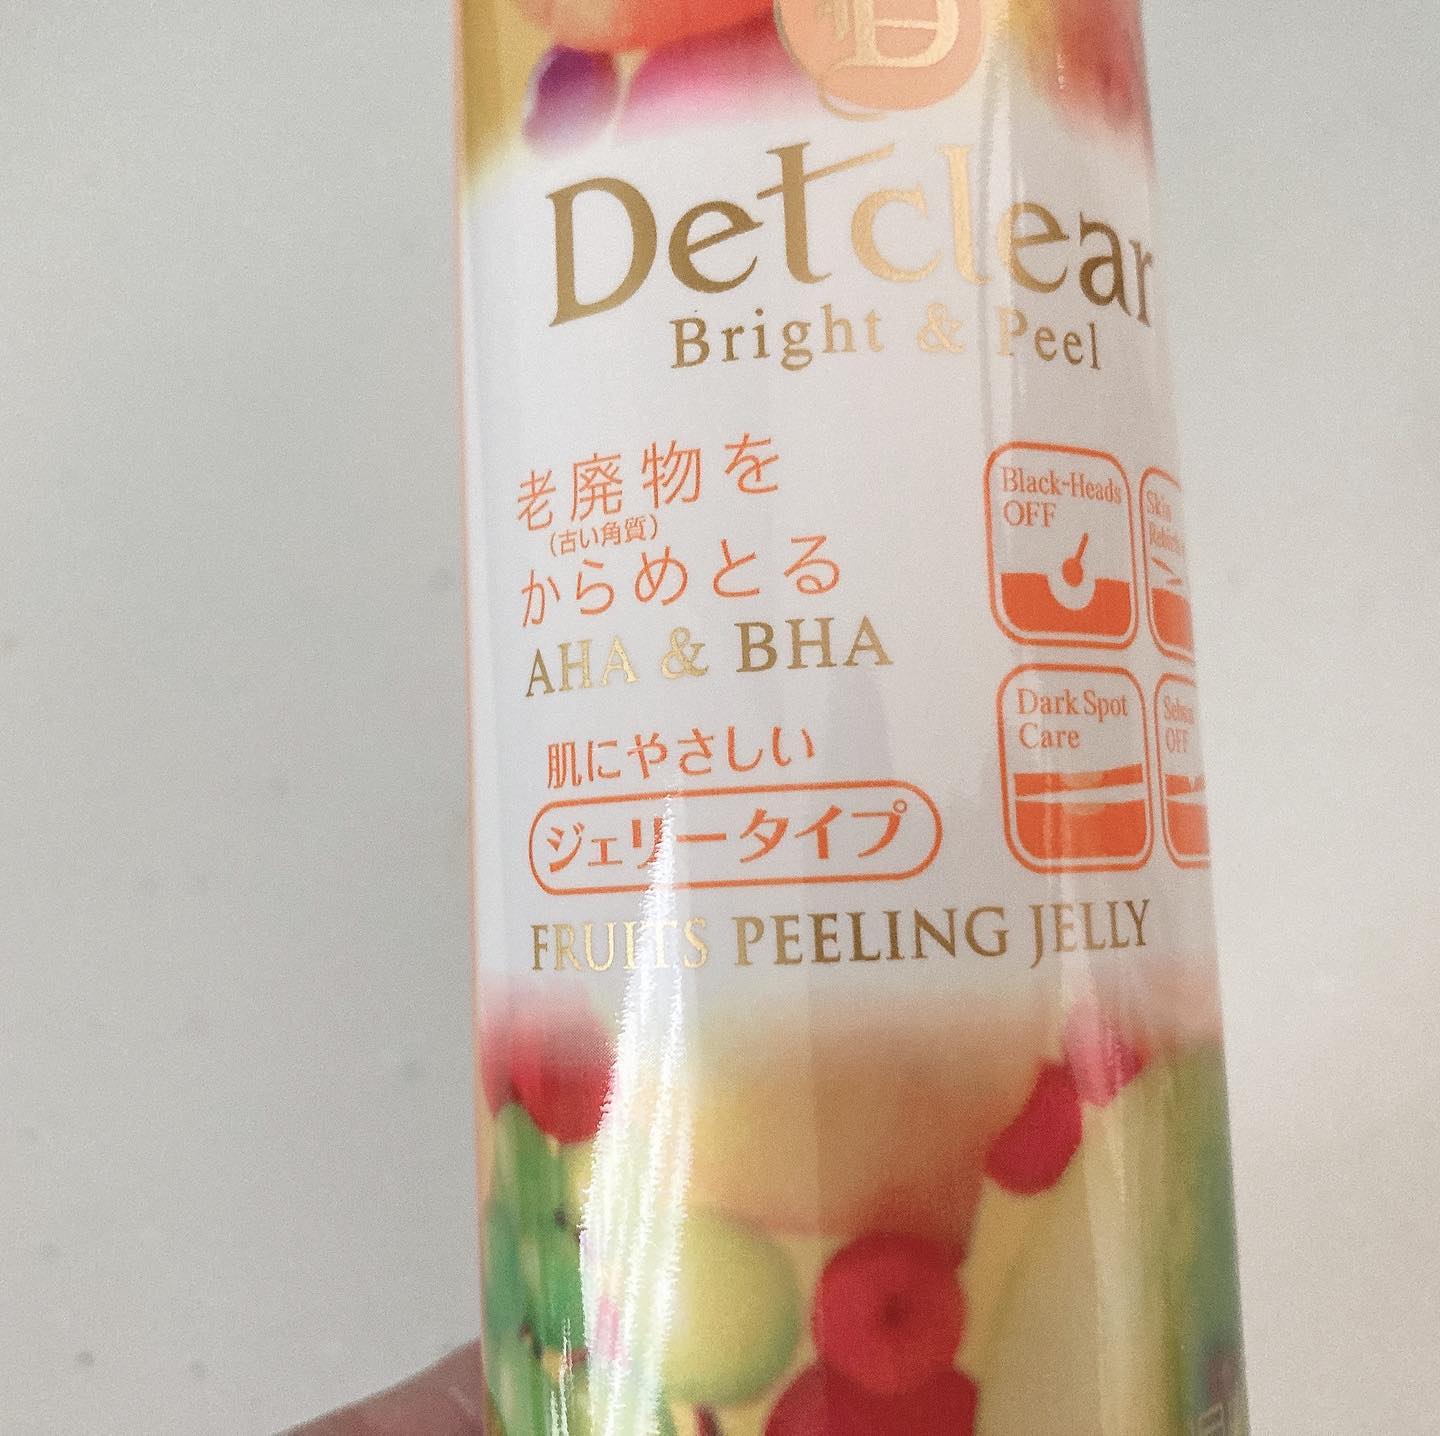 D
Detclear
Bright & Peel
老廃物を
(古い角質)
からめとる
AHA & BHA
肌にやさしい
ジェリータイプ
FRUITS PEELING JELLY
Black-Heads
OFF
Skin
Dark Spot
Care
OFF